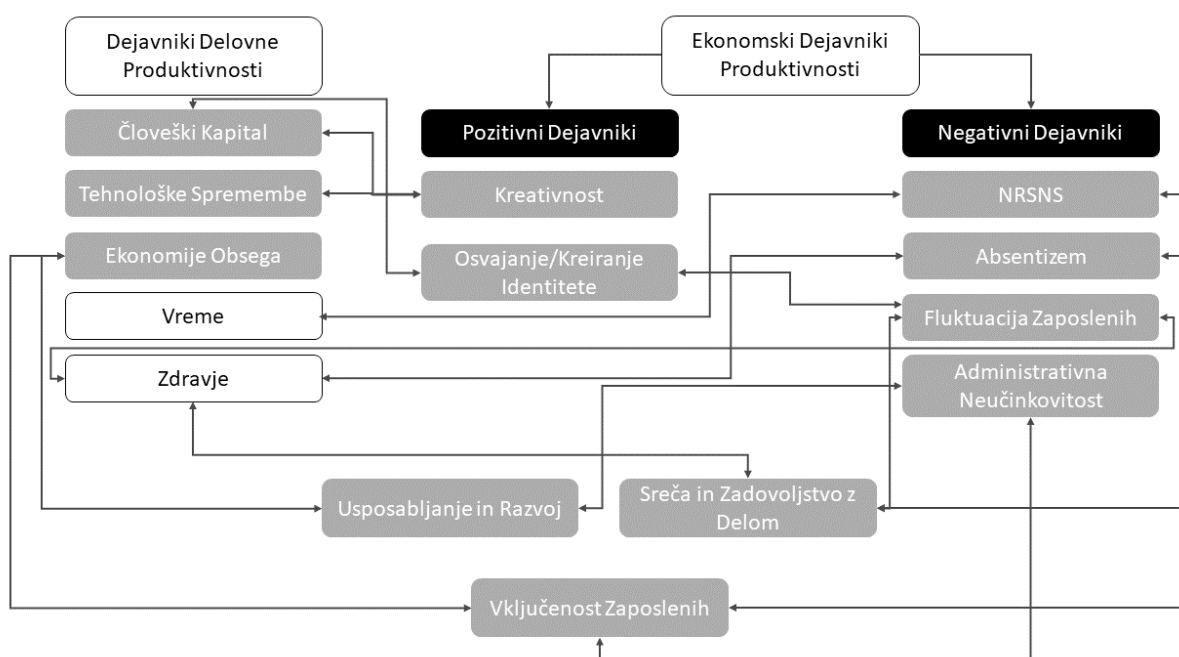 Dejavniki Delovne
Produktivnosti
Ekonomski Dejavniki
Produktivnosti
Človeški Kapital
Pozitivni Dejavniki
Negativni Dejavniki
Tehnološke Spremembe
Kreativnost
NRSNS
Ekonomije Obsega
Osvajanje/Kreiranje
Identitete
Absentizem
Vreme
Fluktuacija Zaposlenih
Zdravje
Administrativna
Neučinkovitost
Usposabljanje in Razvoj
Sreča in Zadovoljstvo z
Delom
Vključenost Zaposlenih